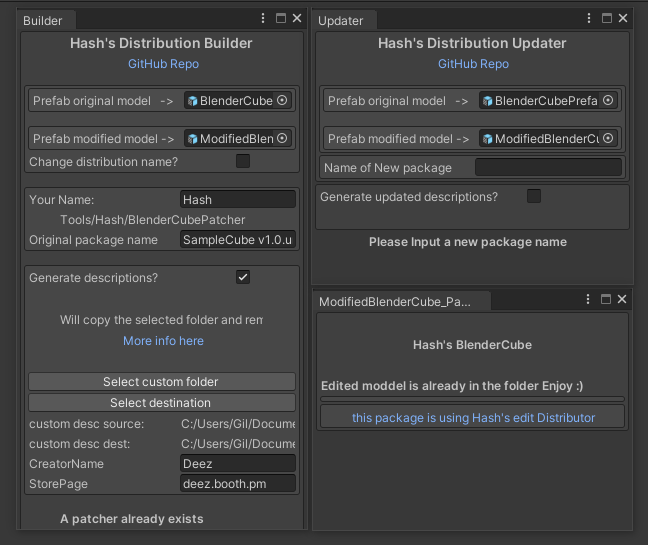 Builder
Hash's Distribution Builder
GitHub Repo
Prefab original model -> BlenderCube
Prefab modified model -> ModifiedBlen
Change distribution name?
Your Name: Hash
Tools/Hash/BlenderCubePatcher
Original package name SampleCube v1.0.u
Generate descriptions?
Will copy the selected folder and rem
More info here
Select custom folder
Select destination
custom desc source: C:/Users/Gil/Docume
custom desc dest: C:/Users/Gil/Docume
CreatorName Deez
StorePage deez.booth.pm
A patcher already exists
Updater
Hash's Distribution Updater
GitHub Repo
Prefab original model -> BlenderCubePrefa
Prefab modified model -> ModifiedBlenderCu
Name of New package
Generate updated descriptions?
Please Input a new package name
ModifiedBlenderCube_Pa...
Hash's BlenderCube
Edited moddel is already in the folder Enjoy :)
this package is using Hash's edit Distributor